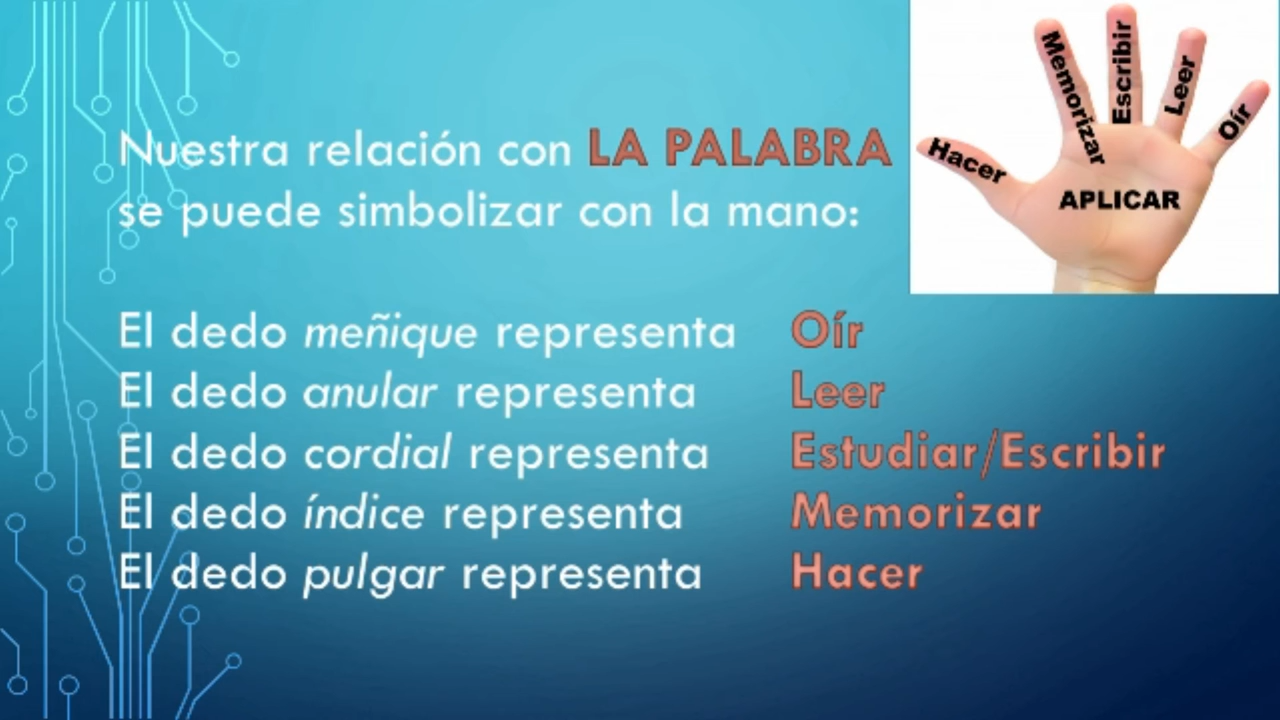 Nuestra relación con LA PALABRA
se puede simbolizar con la mano:
El dedo meñique representa Oír
El dedo anular representa Leer
El dedo cordial representa Estudiar/Escribir
El dedo índice representa Memorizar
El dedo pulgar representa Hacer
Hacer
Memorizar
Escribir
Leer
Oír
APLICAR